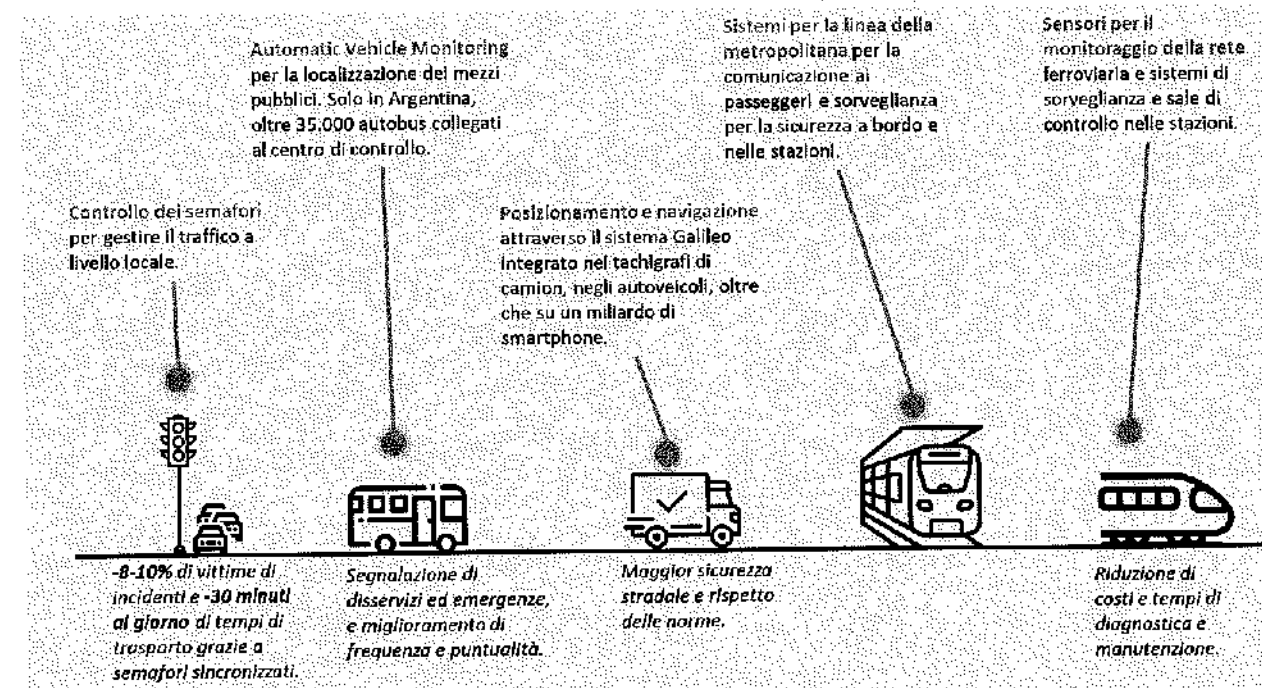 Controllo dei semafori
per gestire il traffico a
livello locale.
Automatic Vehicle Monitoring
per la localizzazione dei mezzi
pubblici. Solo in Argentina,
oltre 35.000 autobus collegati
al centro di controllo.
Posizionamento e navigazione
attraverso il sistema Galileo
integrato nei tachigrafi di
camion, negli autoveicoli, oltre
che su un miliardo di
smartphone.
Sistemi per la linea della
metropolitana per la
comunicazione ai
passeggeri e sorveglianza
per la sicurezza a bordo e
nelle stazioni.
Sensori per il
monitoraggio della rete
ferroviaria e sistemi di
sorveglianza e sale di
controllo nelle stazioni.
-8-10% di vittime di
incidenti e -30 minuti
al giorno di tempi di
trasporto grazie a
semafori sincronizzati.
Segnalazione di
disservizi ed emergenze,
e miglioramento di
frequenza e puntualità.
Maggior sicurezza
stradale e rispetto
delle norme.
Riduzione di
costi e tempi di
diagnostica e
manutenzione.